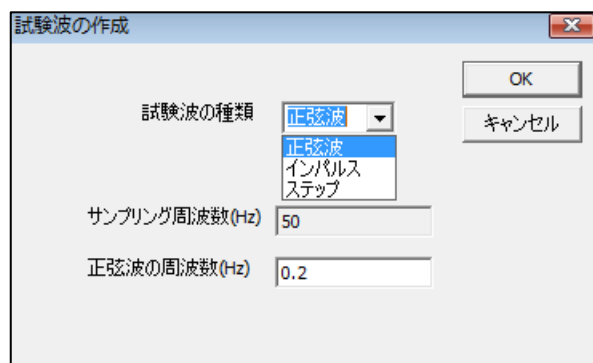 試験波の作成
OK
試験波の種類
正弦波
キャンセル
正弦波
インパルス
ステップ
サンプリング周波数(Hz)
50
正弦波の周波数(Hz)
0.2